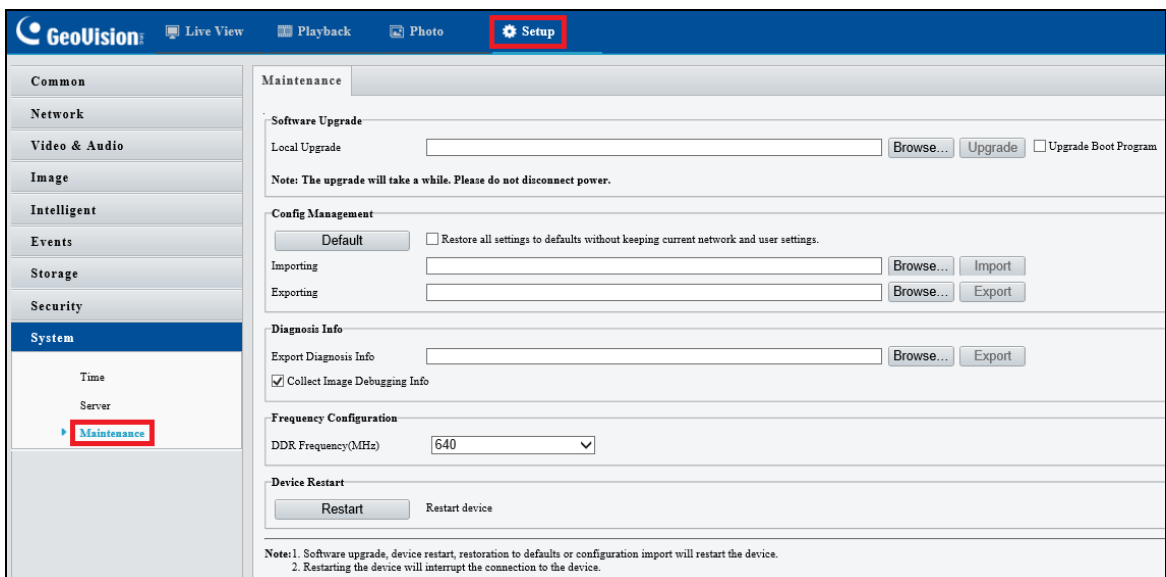 GeoVision Live View Playback Photo Setup
Common
Network
Video & Audio
Image
Intelligent
Events
Storage
Security
System
Time
Server
Maintenance
Maintenance
Software Upgrade
Local Upgrade Browse... Upgrade Upgrade Boot Program
Note: The upgrade will take a while. Please do not disconnect power.
Config Management
Default Restore all settings to defaults without keeping current network and user settings.
Importing Browse... Import
Exporting Browse... Export
Diagnosis Info
Export Diagnosis Info Browse... Export
Collect Image Debugging Info
Frequency Configuration
DDR Frequency(MHz) 640
Device Restart
Restart Restart device
Note:1. Software upgrade, device restart, restoration to defaults or configuration import will restart the device.
2. Restarting the device will interrupt the connection to the device.